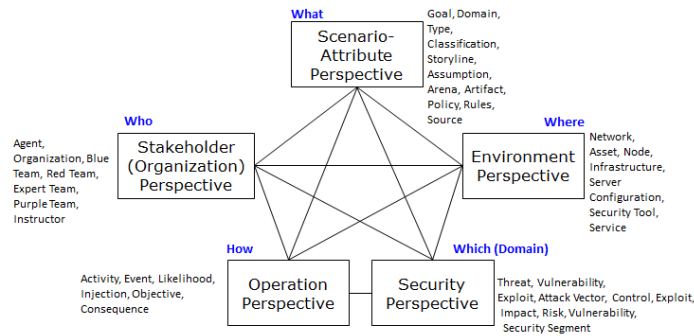 What
Scenario-
Attribute
Perspective
Goal, Domain,
Type,
Classification,
Storyline,
Assumption,
Arena, Artifact,
Policy, Rules,
Source
Who
Stakeholder
(Organization)
Perspective
Agent,
Organization, Blue
Team, Red Team,
Expert Team,
Purple Team,
Instructor
Where
Environment
Perspective
Network,
Asset, Node,
Infrastructure,
Server
Configuration,
Security Tool,
Service
How
Operation
Perspective
Activity, Event, Likelihood,
Injection, Objective,
Consequence
Which (Domain)
Security
Perspective
Threat, Vulnerability,
Exploit, Attack Vector, Control, Exploit,
Impact, Risk, Vulnerability,
Security Segment